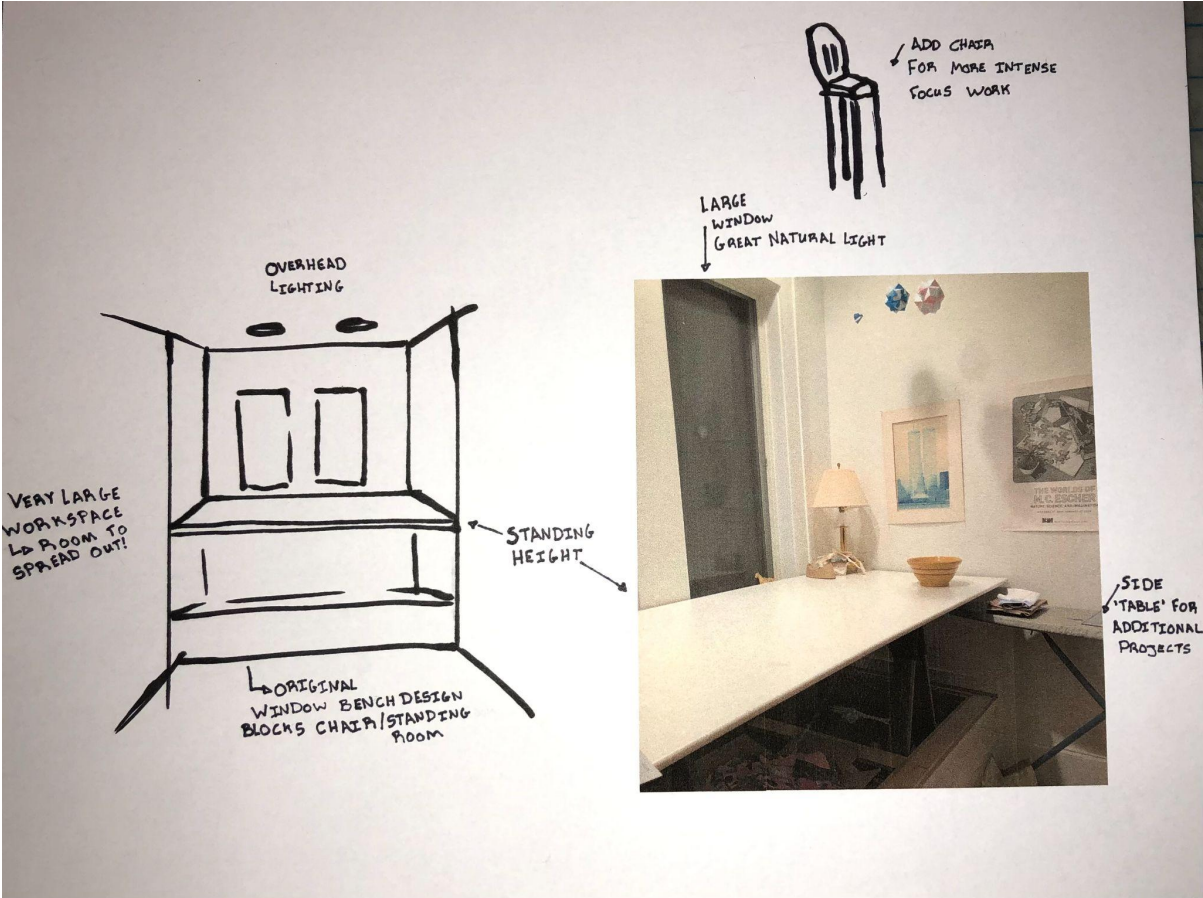 ADD CHAIR
FOR MORE INTENSE
FOCUS WORK
LARGE
WINDOW
GREAT NATURAL LIGHT
OVERHEAD
LIGHTING
VERY LARGE
WORKSPACE
↳ ROOM TO
SPREAD OUT!
STANDING
HEIGHT
THE WORLDS OF
M.C. ESCHER
SIDE
'TABLE' FOR
ADDITIONAL
PROJECTS
↳ ORIGINAL
WINDOW BENCH DESIGN
BLOCKS CHAIR/STANDING
ROOM